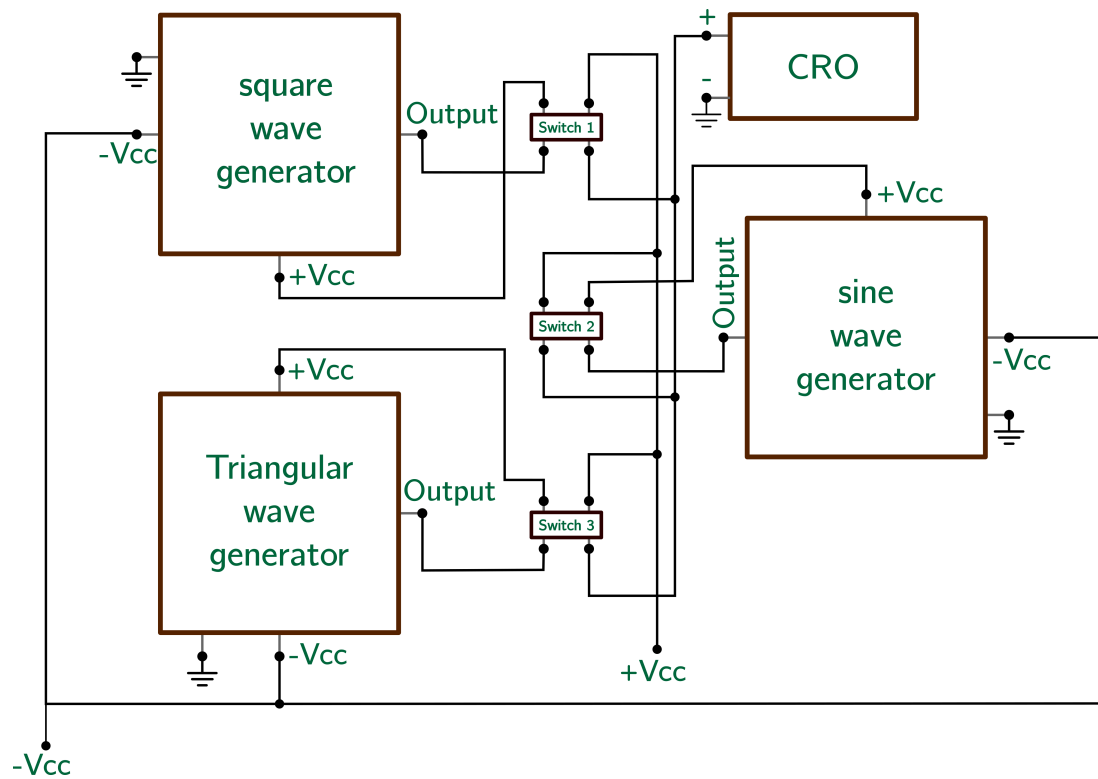 square
wave
generator
-Vcc
Output
+Vcc
Switch 1
+
-
CRO
+Vcc
Output
sine
wave
generator
-Vcc
Switch 2
+Vcc
Triangular
wave
generator
Output
Switch 3
-Vcc
+Vcc
-Vcc